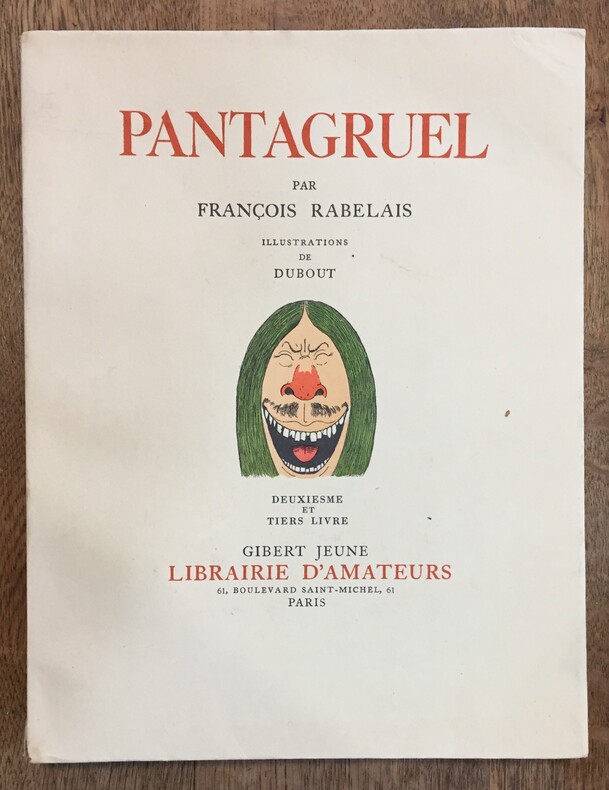 PANTAGRUEL
PAR
FRANÇOIS RABELAIS
ILLUSTRATIONS
DE
DUBOUT
DEUXIESME
ET
TIERS LIVRE
GIBERT JEUNE
LIBRAIRIE D'AMATEURS
61, BOULEVARD SAINT-MICHEL, 61
PARIS